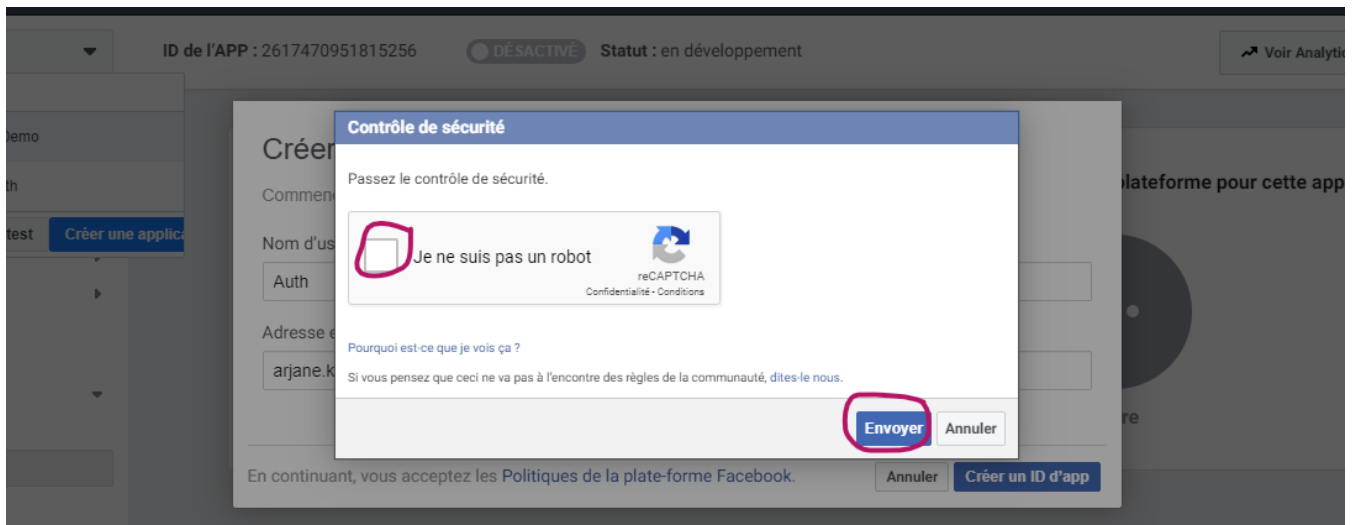 ID de l'APP : 2617470951815256 DÉSACTIVÉ Statut : en développement
Voir Analytic
Demo
th
test Créer une applica
Créer
Commen
Nom d'us
Auth
Adresse e
arjane.k
Contrôle de sécurité
Passez le contrôle de sécurité.
Je ne suis pas un robot
reCAPTCHA
Confidentialité - Conditions
Pourquoi est-ce que je vois ça ?
Si vous pensez que ceci ne va pas à l'encontre des règles de la communauté, dites-le nous.
Envoyer Annuler
plateforme pour cette app
re
En continuant, vous acceptez les Politiques de la plate-forme Facebook. Annuler Créer un ID d'app